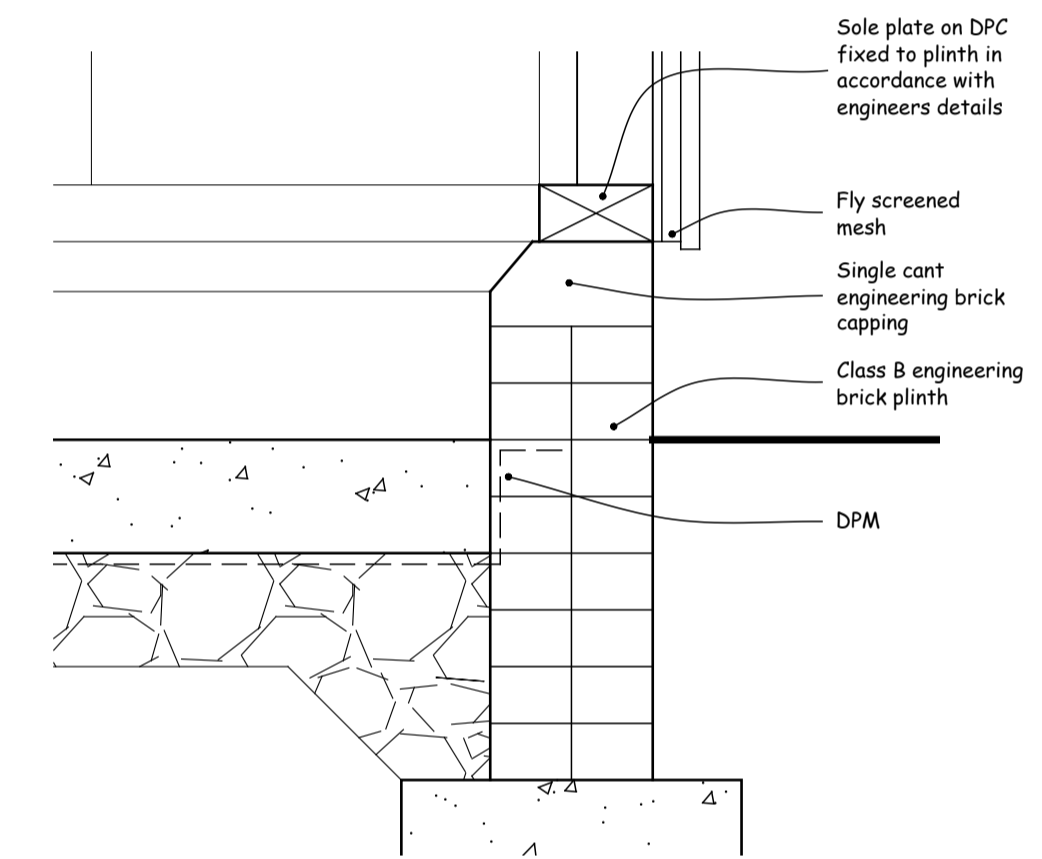 Sole plate on DPC
fixed to plinth in
accordance with
engineers details
Fly screened
mesh
Single cant
engineering brick
capping
Class B engineering
brick plinth
DPM